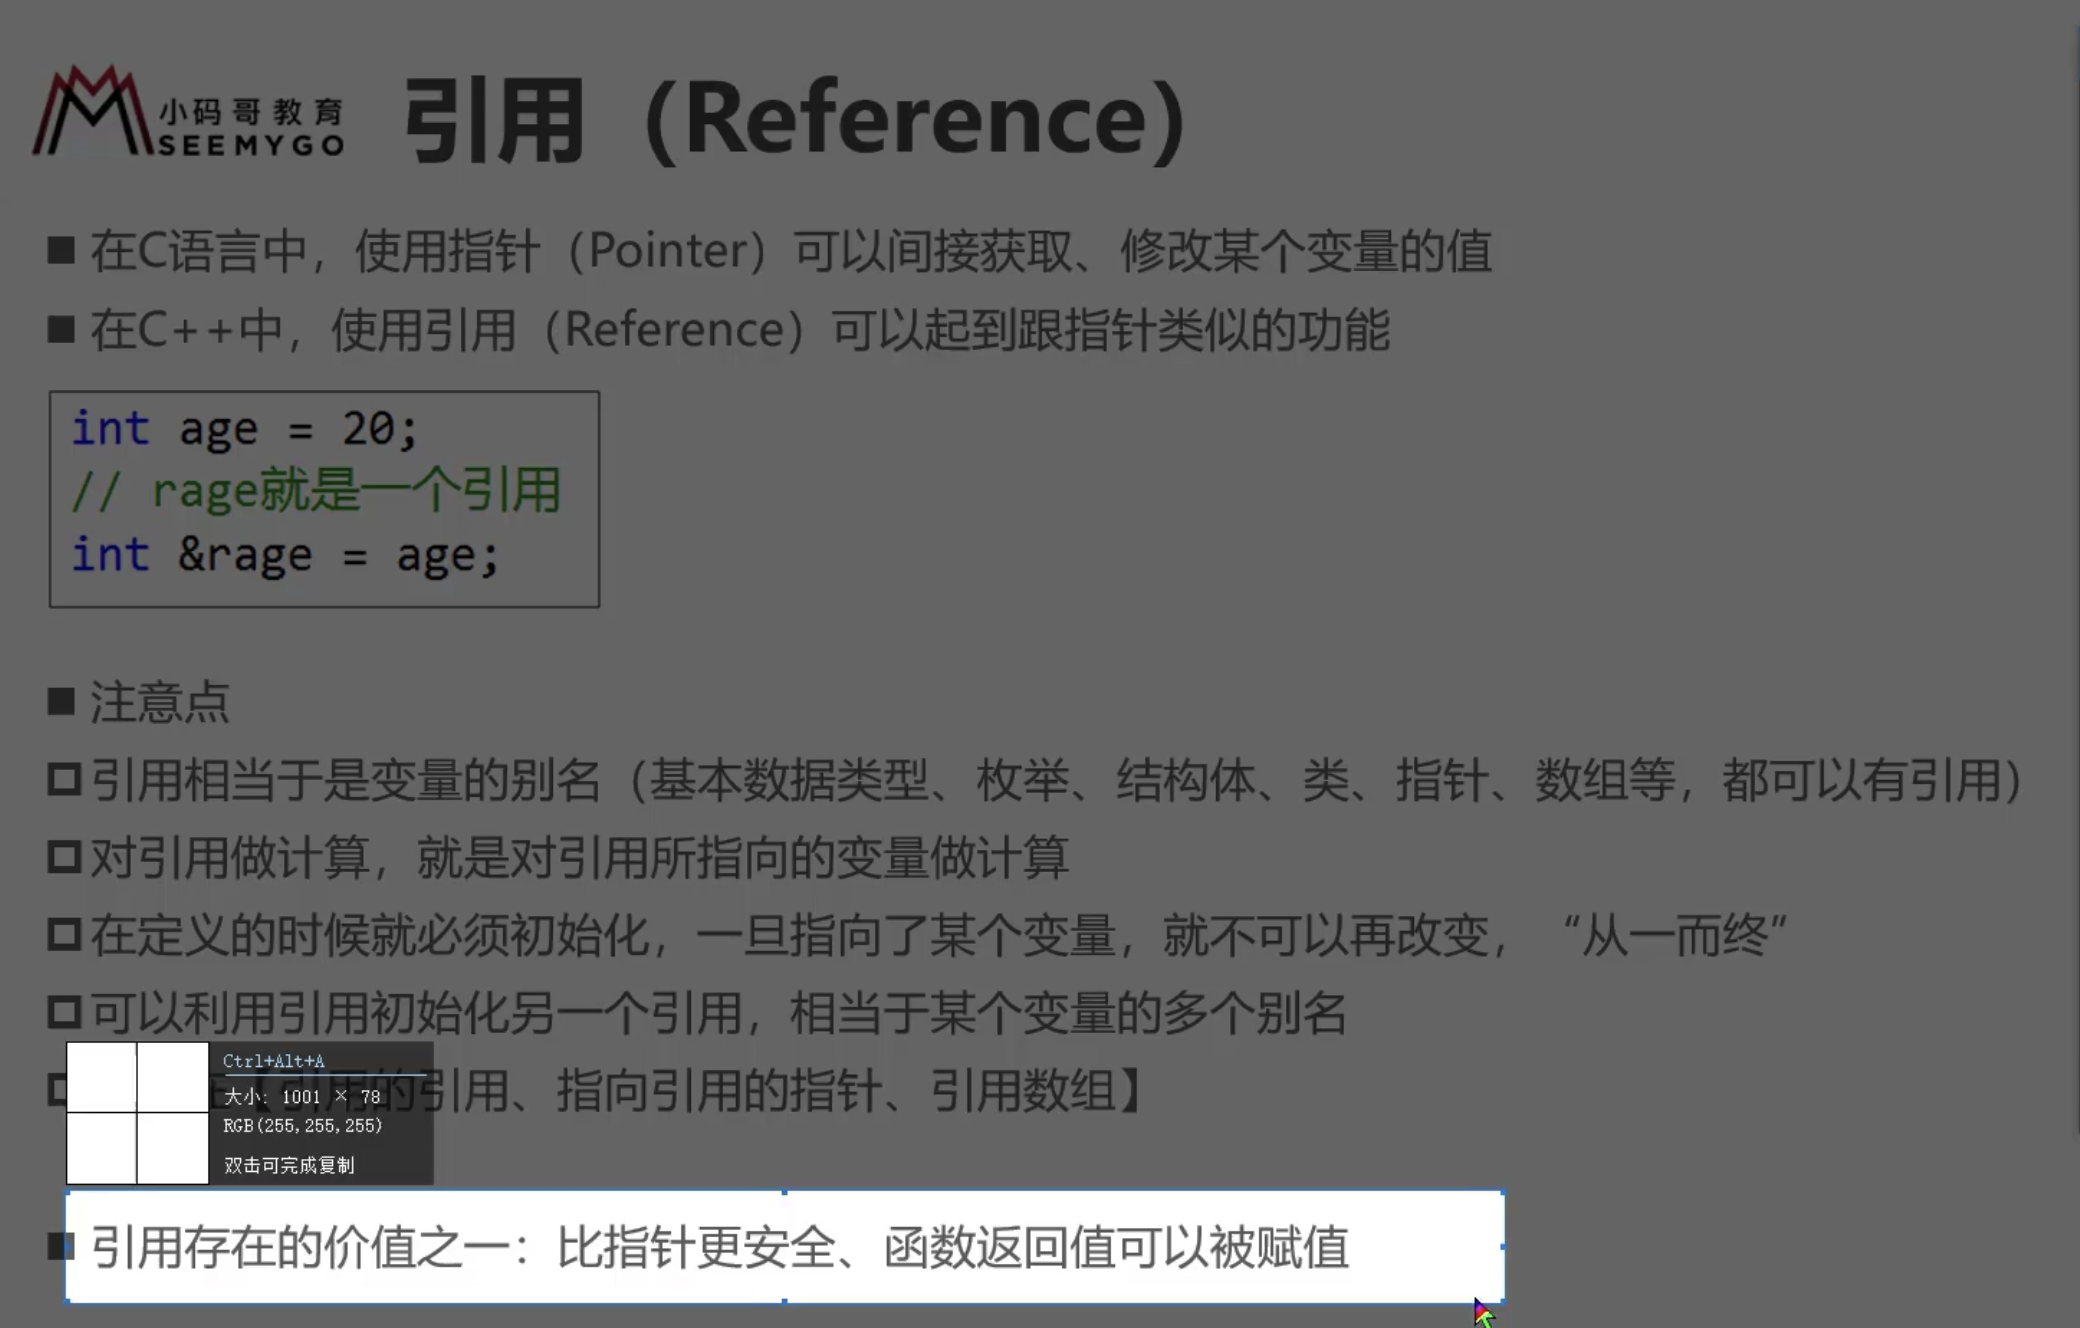 小码哥教育
SEEMYGO
引用（Reference）
■ 在C语言中，使用指针（Pointer）可以间接获取、修改某个变量的值
■ 在C++中，使用引用（Reference）可以起到跟指针类似的功能
int age = 20;
// rage就是一个引用
int &rage = age;
■ 注意点
引用相当于是变量的别名（基本数据类型、枚举、结构体、类、指针、数组等，都可以有引用）
对引用做计算，就是对引用所指向的变量做计算
在定义的时候就必须初始化，一旦指向了某个变量，就不可以再改变，“从一而终”
可以利用引用初始化另一个引用，相当于某个变量的多个别名
在【引用的引用、指向引用的指针、引用数组】
Ctrl+Alt+A
大小: 1001 × 78
RGB(255,255,255)
双击可完成复制
■ 引用存在的价值之一：比指针更安全、函数返回值可以被赋值